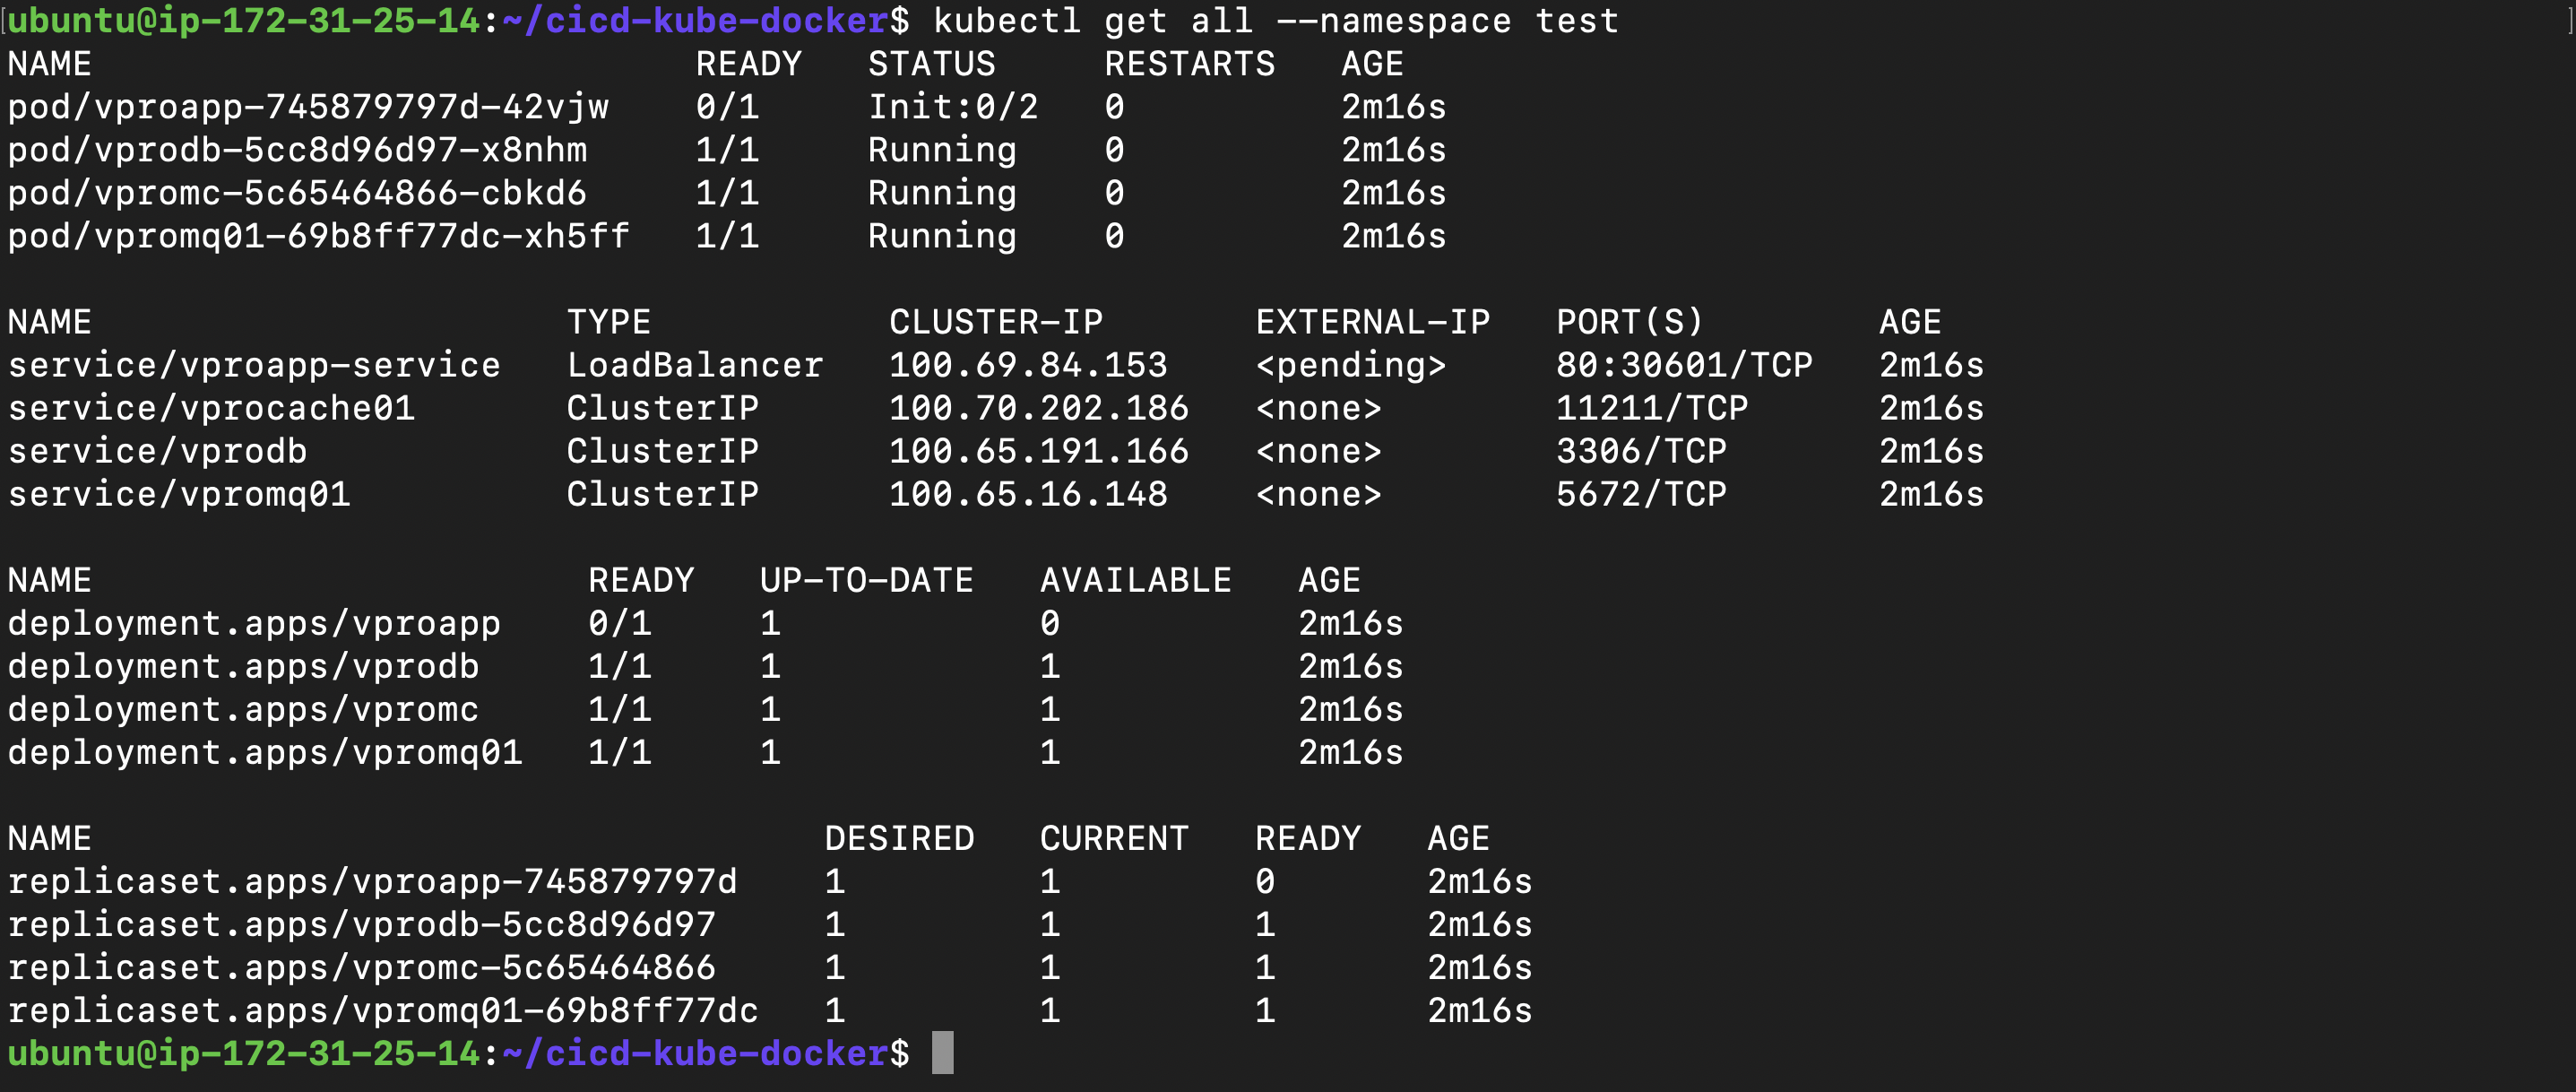 [ubuntu@ip-172-31-25-14:~/cicd-kube-docker$ kubectl get all --namespace test ]
NAME                                READY   STATUS     RESTARTS   AGE
pod/vproapp-745879797d-42vjw    0/1     Init:0/2   0          2m16s
pod/vprodb-5cc8d96d97-x8nhm     1/1     Running    0          2m16s
pod/vpromc-5c65464866-cbkd6     1/1     Running    0          2m16s
pod/vpromq01-69b8ff77dc-xh5ff   1/1     Running    0          2m16s

NAME                      TYPE           CLUSTER-IP       EXTERNAL-IP   PORT(S)        AGE
service/vproapp-service   LoadBalancer   100.69.84.153    <pending>     80:30601/TCP   2m16s
service/vprocache01       ClusterIP      100.70.202.186   <none>        11211/TCP      2m16s
service/vprodb            ClusterIP      100.65.191.166   <none>        3306/TCP       2m16s
service/vpromq01          ClusterIP      100.65.16.148    <none>        5672/TCP       2m16s

NAME                       READY   UP-TO-DATE   AVAILABLE   AGE
deployment.apps/vproapp    0/1     1            0           2m16s
deployment.apps/vprodb     1/1     1            1           2m16s
deployment.apps/vpromc     1/1     1            1           2m16s
deployment.apps/vpromq01   1/1     1            1           2m16s

NAME                                  DESIRED   CURRENT   READY   AGE
replicaset.apps/vproapp-745879797d    1         1         0       2m16s
replicaset.apps/vprodb-5cc8d96d97     1         1         1       2m16s
replicaset.apps/vpromc-5c65464866     1         1         1       2m16s
replicaset.apps/vpromq01-69b8ff77dc   1         1         1       2m16s
ubuntu@ip-172-31-25-14:~/cicd-kube-docker$